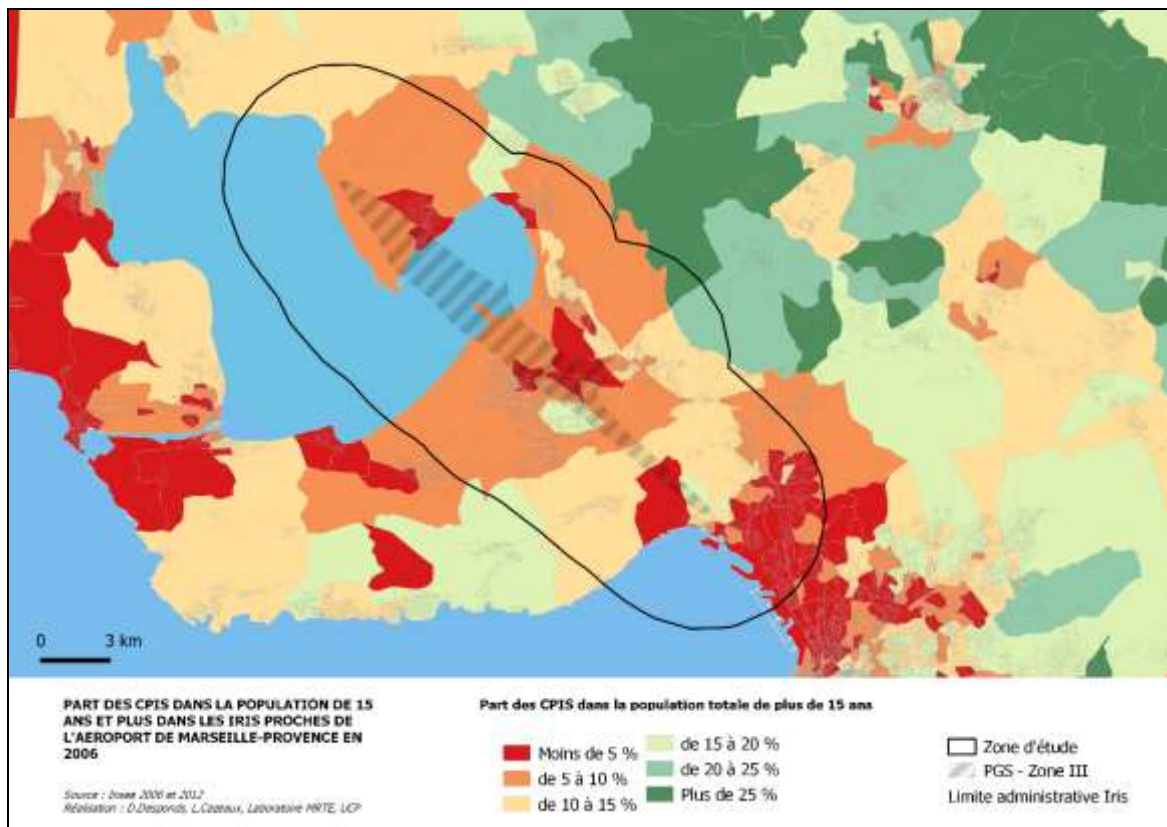 0 3 km
PART DES CPIS DANS LA POPULATION DE 15
ANS ET PLUS DANS LES IRIS PROCHES DE
L'AEROPORT DE MARSEILLE-PROVENCE EN
2006
Source : Insee 2006 et 2012
Réalisation : D.Desponds, L.Cazeaux, Laboratoire MRTE, UCP
Part des CPIS dans la population totale de plus de 15 ans
Moins de 5 %
de 5 à 10 %
de 10 à 15 %
de 15 à 20 %
de 20 à 25 %
Plus de 25 %
Zone d'étude
PGS - Zone III
Limite administrative Iris